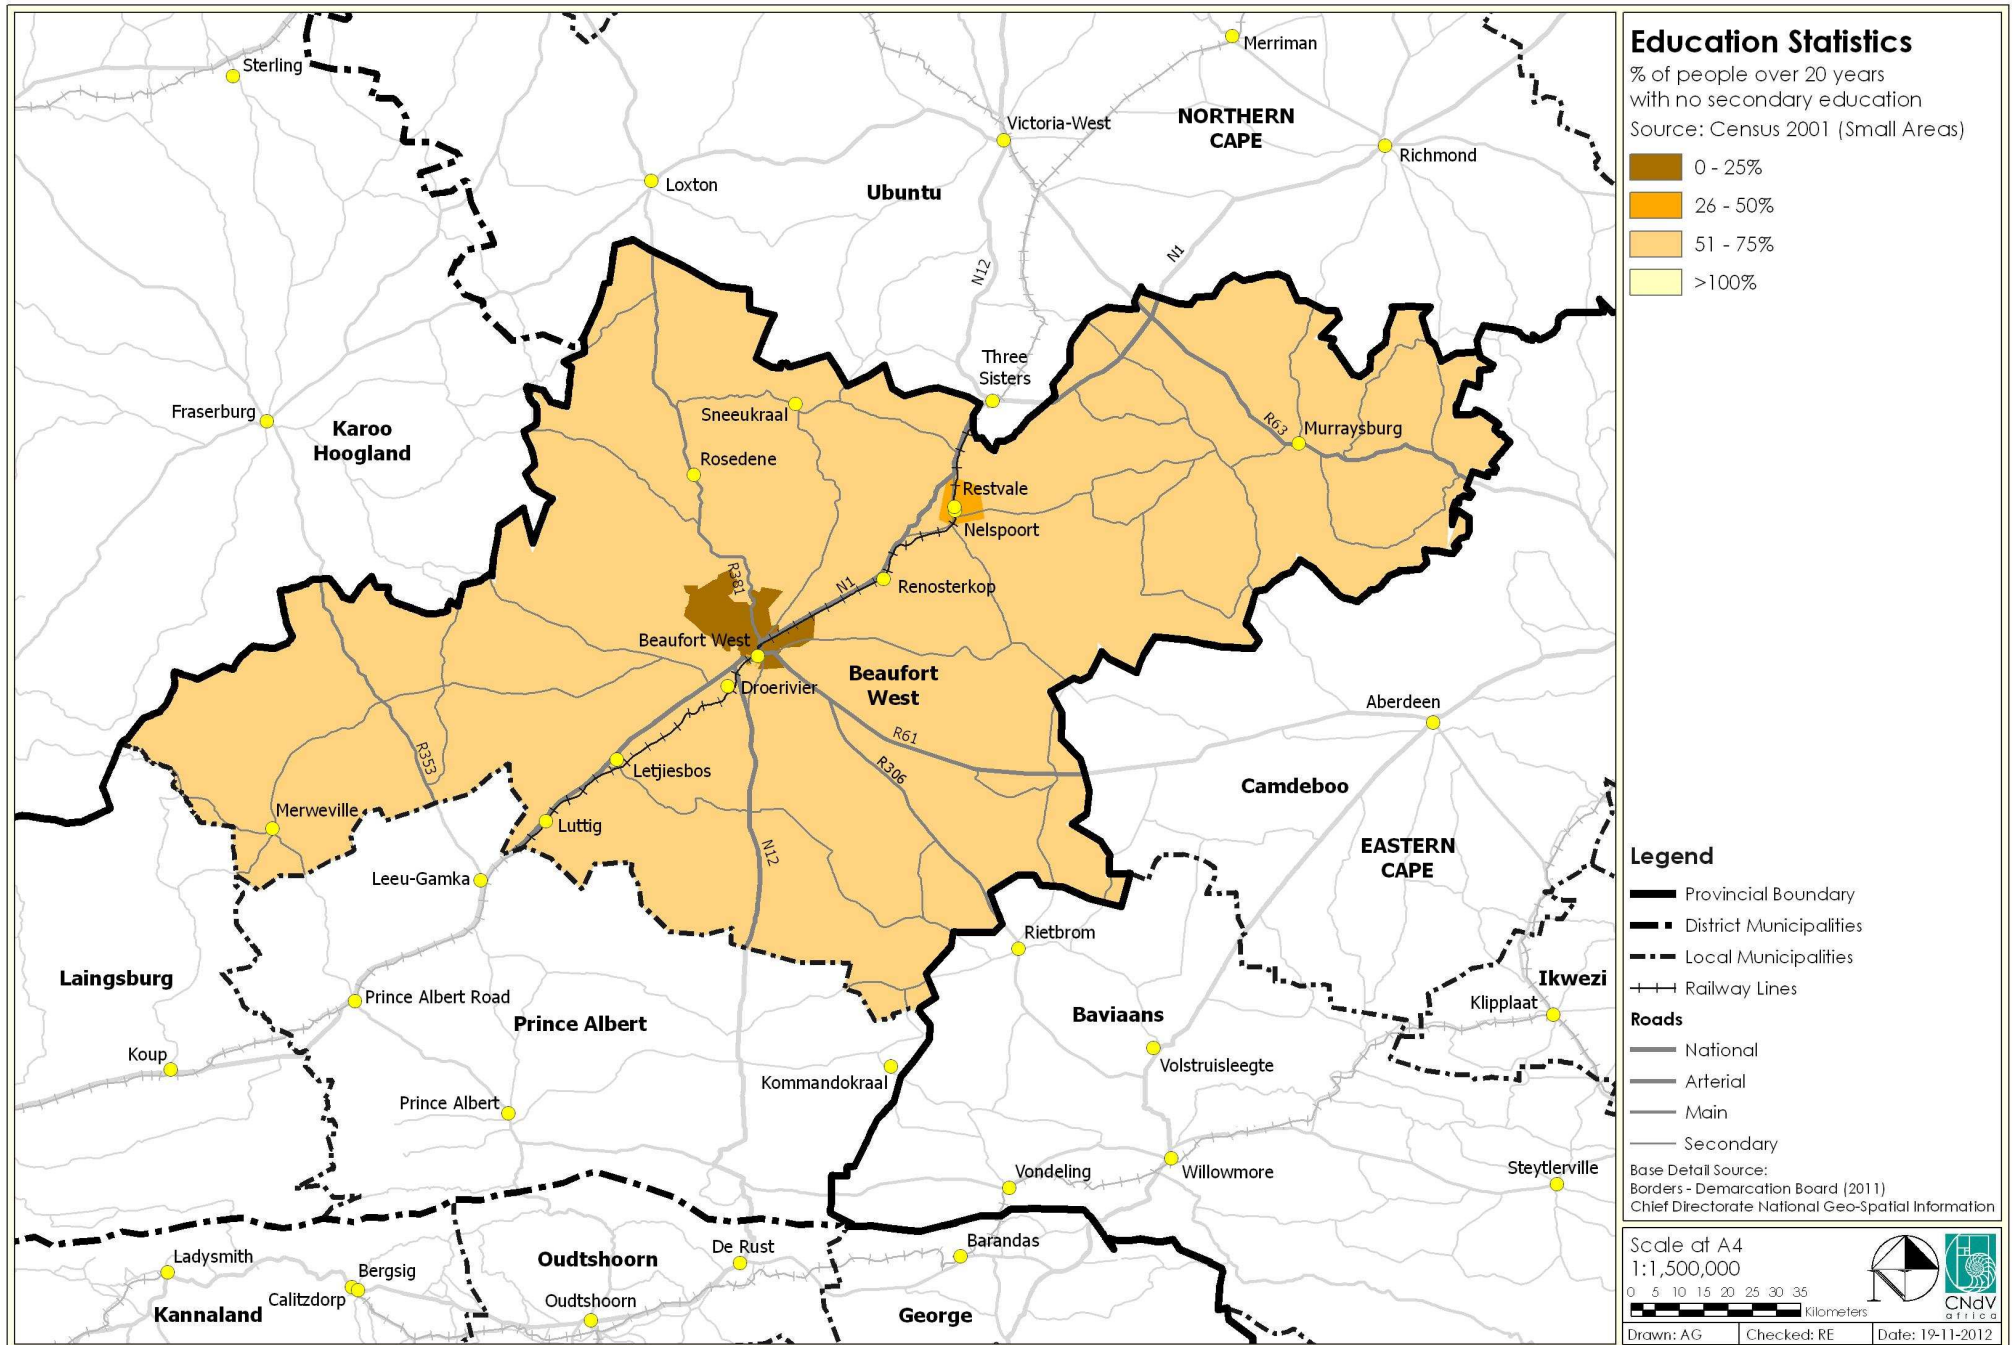 Sterling
Merriman
Victoria-West
NORTHERN
CAPE
Richmond
Loxton
Ubuntu
N12
N1
Three
Sisters
Fraserburg
Karoo
Hoogland
Sneeukraal
R63
Murraysburg
Rosedene
Restvale
Nelspoort
R381
N1
Renosterkop
Beaufort West
Beaufort
West
Droerivier
Aberdeen
R353
R61
R306
Letjiesbos
Camdeboo
Merweville
Luttig
N12
EASTERN
CAPE
Leeu-Gamka
Rietbrom
Laingsburg
Ikwezi
Prince Albert Road
Klipplaat
Prince Albert
Baviaans
Koup
Volstruisleegte
Kommandokraal
Prince Albert
Vondeling
Willowmore
Steytlerville
Ladysmith
Oudtshoorn
De Rust
Barandas
Bergsig
Calitzdorp
Oudtshoorn
Kannaland
George
Education Statistics
% of people over 20 years
with no secondary education
Source: Census 2001 (Small Areas)
0 - 25%
26 - 50%
51 - 75%
>100%
Legend
Provincial Boundary
District Municipalities
Local Municipalities
Railway Lines
Roads
National
Arterial
Main
Secondary
Base Detail Source:
Borders - Demarcation Board (2011)
Chief Directorate National Geo-Spatial Information
Scale at A4
1:1,500,000
0 5 10 15 20 25 30 35
Kilometers
CNdV
africa
Drawn: AG
Checked: RE
Date: 19-11-2012